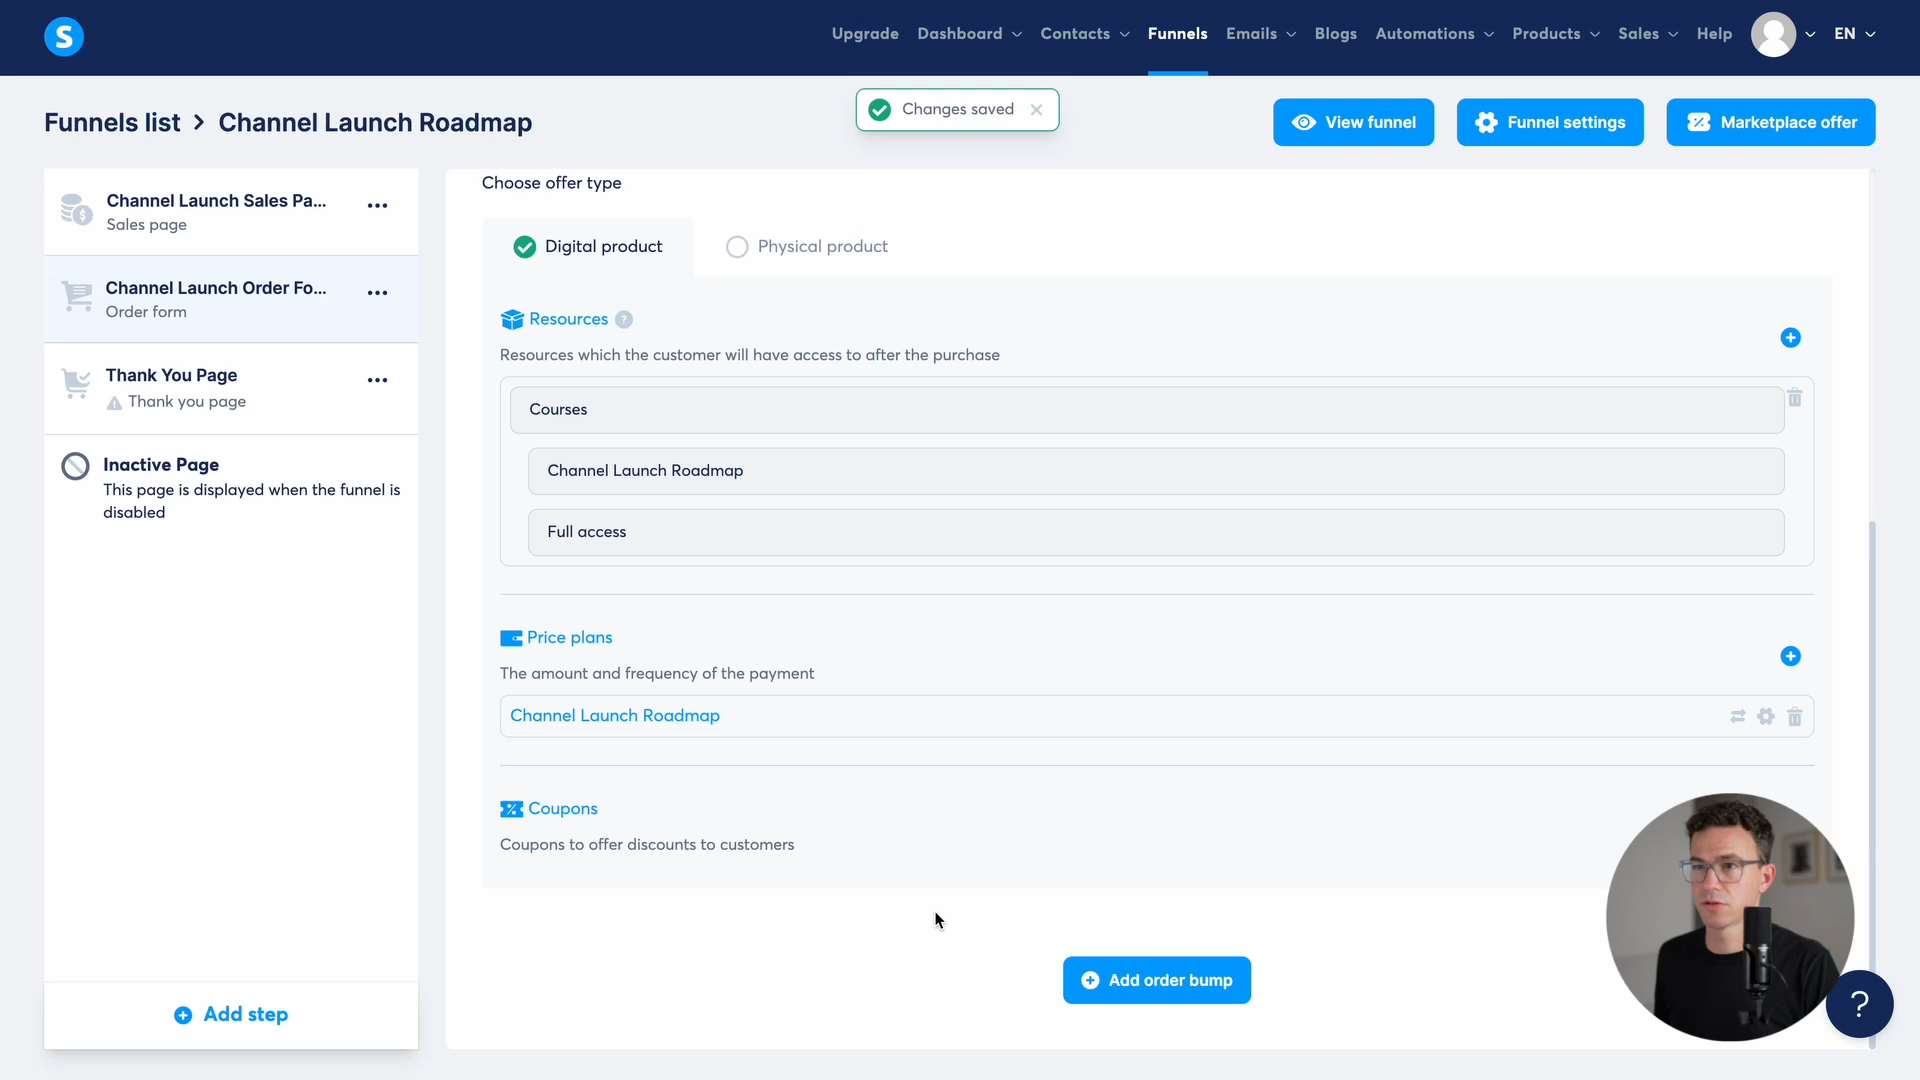 S
Upgrade Dashboard Contacts Funnels Emails Blogs Automations Products Sales Help EN
Funnels list > Channel Launch Roadmap
Changes saved
View funnel
Funnel settings
Marketplace offer
Channel Launch Sales Pa...
Sales page
Channel Launch Order Fo...
Order form
Thank You Page
Thank you page
Inactive Page
This page is displayed when the funnel is
disabled
Add step
Choose offer type
Digital product
Physical product
Resources ?
Resources which the customer will have access to after the purchase
Courses
Channel Launch Roadmap
Full access
Price plans
The amount and frequency of the payment
Channel Launch Roadmap
Coupons
Coupons to offer discounts to customers
Add order bump
?